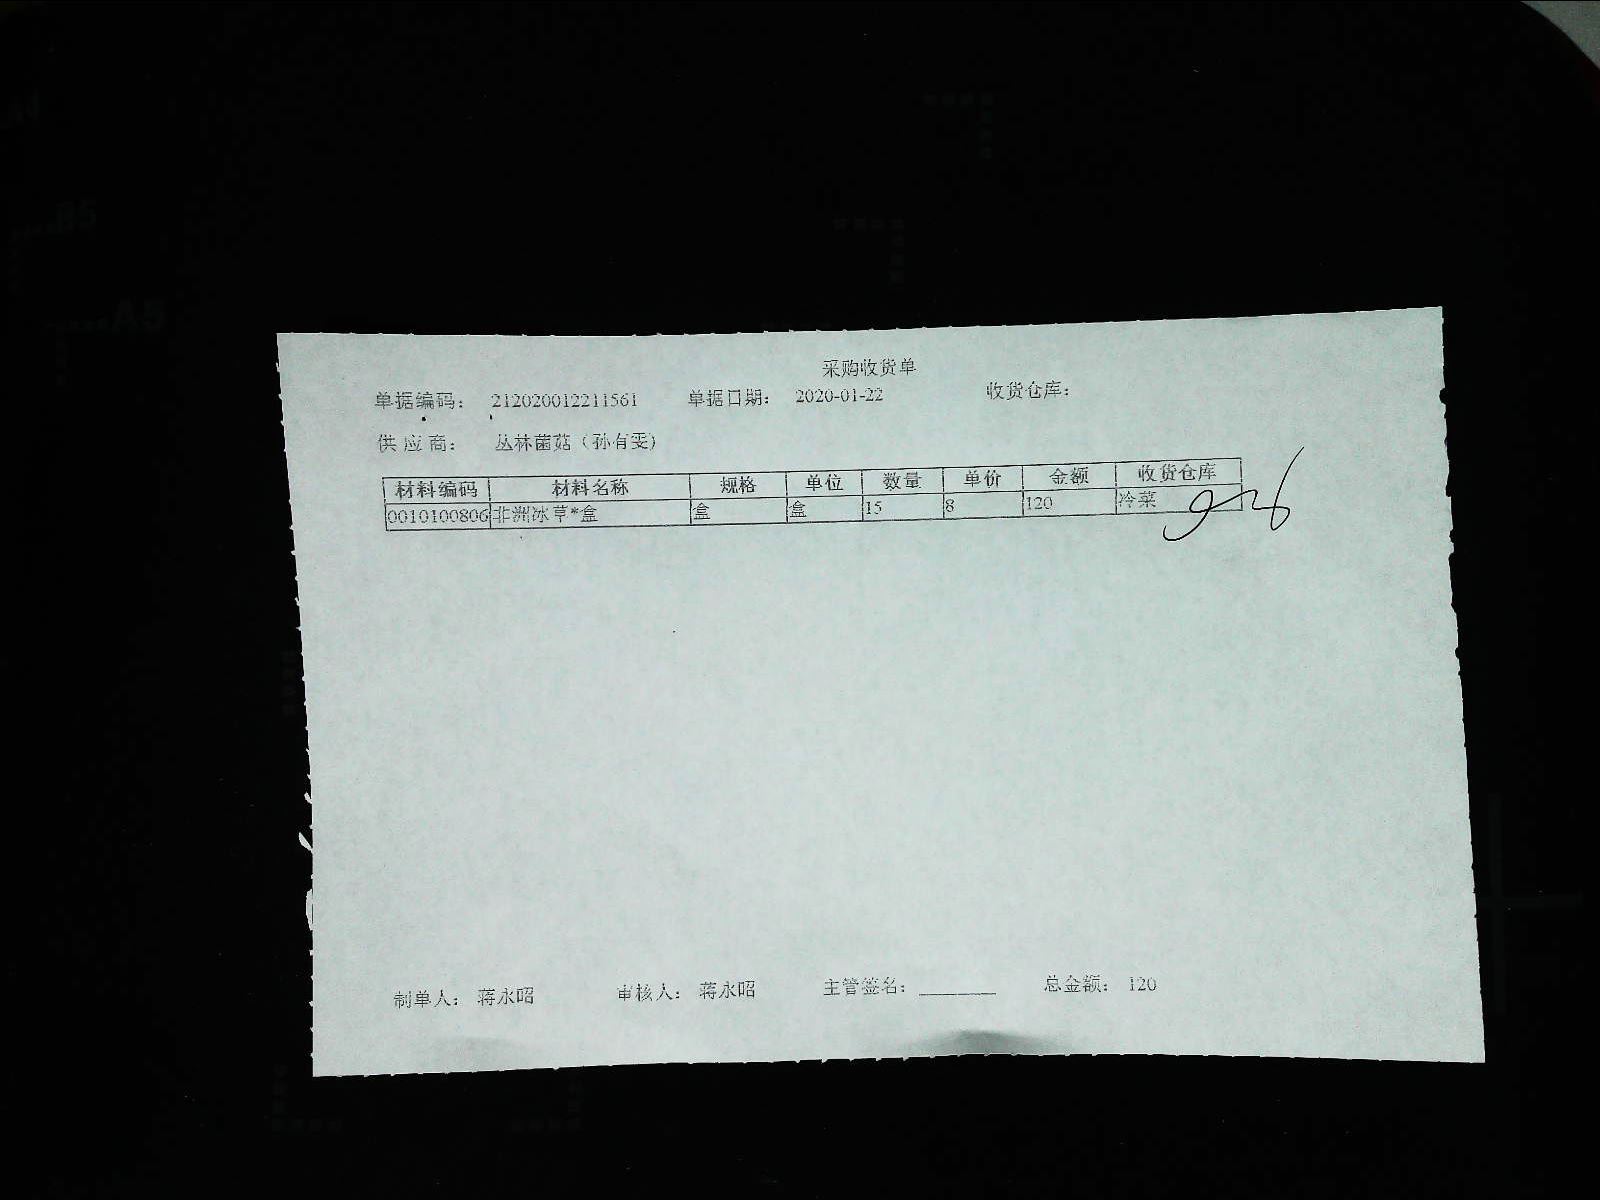 采购收货单
单据编码： 212020012211561 单据日期： 2020-01-22 收货仓库：
供 应 商： 丛林菌菇（孙有雯）
材料编码 材料名称 规格 单位 数量 单价 金额 收货仓库
0010100806 非洲冰草*盒 盒 盒 15 8 120 冷菜
制单人： 蒋永昭 审核人： 蒋永昭 主管签名： 总金额： 120